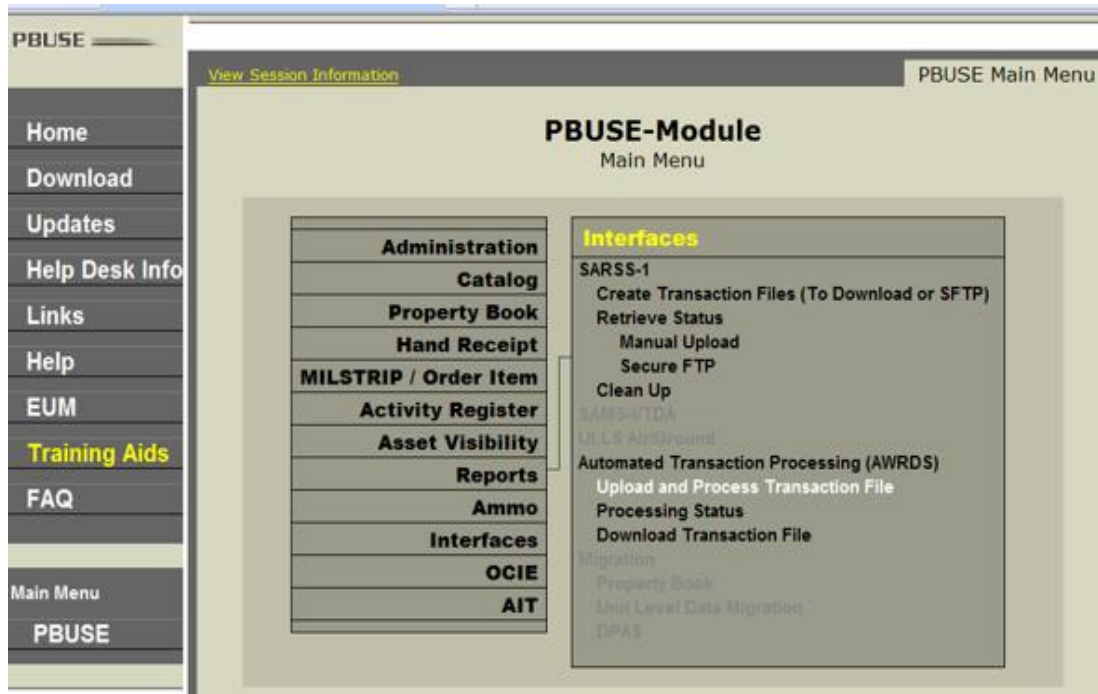 PBUSE
Home
Download
Updates
Help Desk Info
Links
Help
EUM
Training Aids
FAQ
Main Menu
PBUSE
View Session Information
PBUSE Main Menu
PBUSE-Module
Main Menu
Administration
Catalog
Property Book
Hand Receipt
MILSTRIP / Order Item
Activity Register
Asset Visibility
Reports
Ammo
Interfaces
OCIE
AIT
Interfaces
SARSS-1
Create Transaction Files (To Download or SFTP)
Retrieve Status
Manual Upload
Secure FTP
Clean Up
ULLS Air/Ground
Automated Transaction Processing (AWRDS)
Upload and Process Transaction File
Processing Status
Download Transaction File
Migration
Property Book
Unit Level Data Migration
DPAS